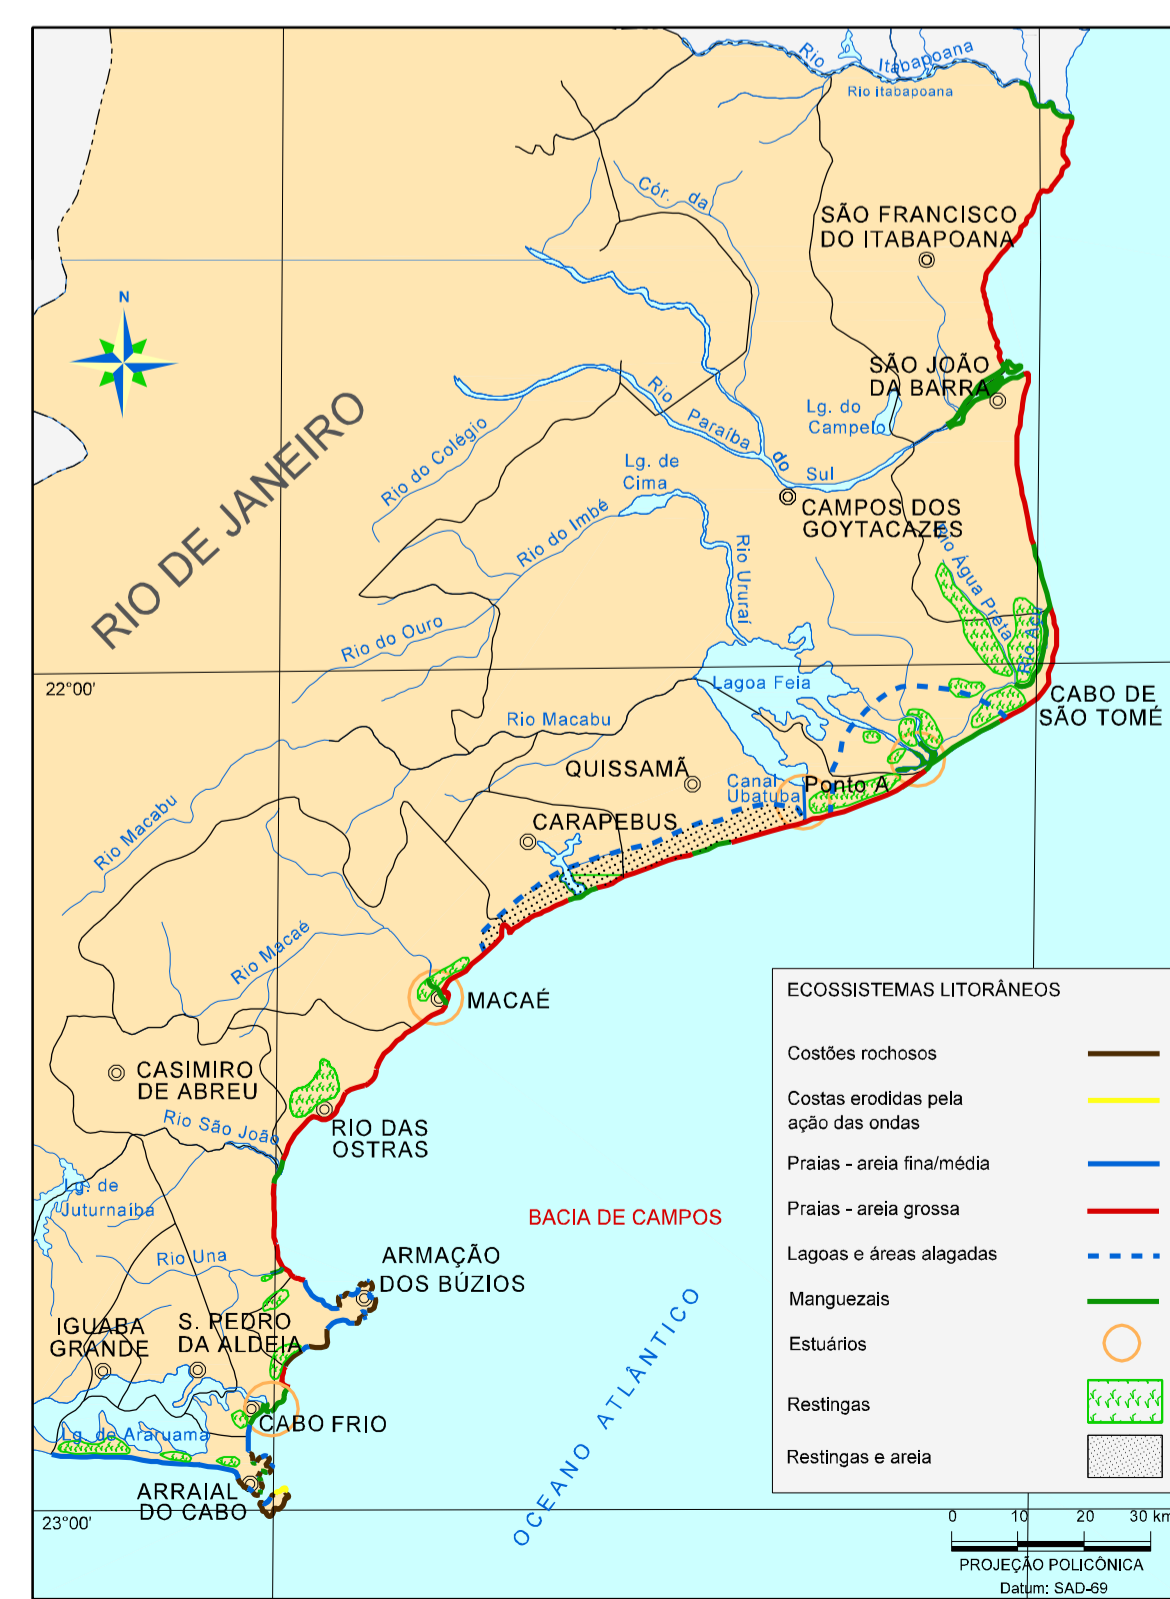 Rio
Itabapoana
Rio itabapoana
Cór. da
SÃO FRANCISCO
DO ITABAPOANA
N
SÃO JOÃO
DA BARRA
RIO DE JANEIRO
Rio Paraíba do Sul
Lg. do
Campelo
Rio do Colégio
Lg. de
Cima
CAMPOS DOS
GOYTACAZES
Rio do Imbé
Rio Ururaí
Rio Água Preta
Rio Açu
Rio do Ouro
22°00'
Lagoa Feia
CABO DE
SÃO TOMÉ
Rio Macabu
QUISSAMÃ
Canal
Ubatuba
Ponto A
Rio Macabu
CARAPEBUS
Rio Macaé
MACAÉ
CASIMIRO
DE ABREU
Rio São João
RIO DAS
OSTRAS
Lg. de
Juturnaíba
BACIA DE CAMPOS
Rio Una
ARMAÇÃO
DOS BÚZIOS
IGUABA
GRANDE
S. PEDRO
DA ALDEIA
OCEANO ATLÂNTICO
CABO FRIO
Lg. de Araruama
ARRAIAL
DO CABO
23°00'
ECOSSISTEMAS LITORÂNEOS
Costões rochosos
Costas erodidas pela
ação das ondas
Praias - areia fina/média
Praias - areia grossa
Lagoas e áreas alagadas
Manguezais
Estuários
Restingas
Restingas e areia
0 10 20 30 km
PROJEÇÃO POLICÔNICA
Datum: SAD-69